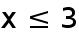 x ≤ 3